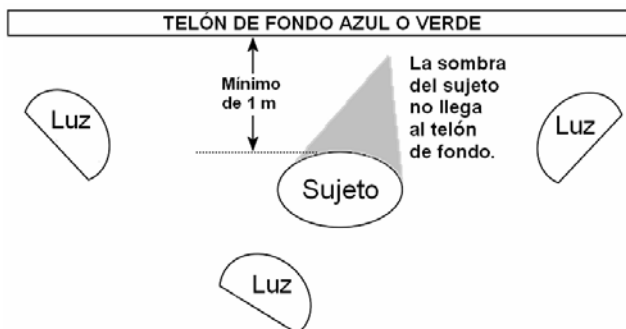 TELÓN DE FONDO AZUL O VERDE
Mínimo
de 1 m
La sombra
del sujeto
no llega
al telón
de fondo.
Luz
Luz
Sujeto
Luz